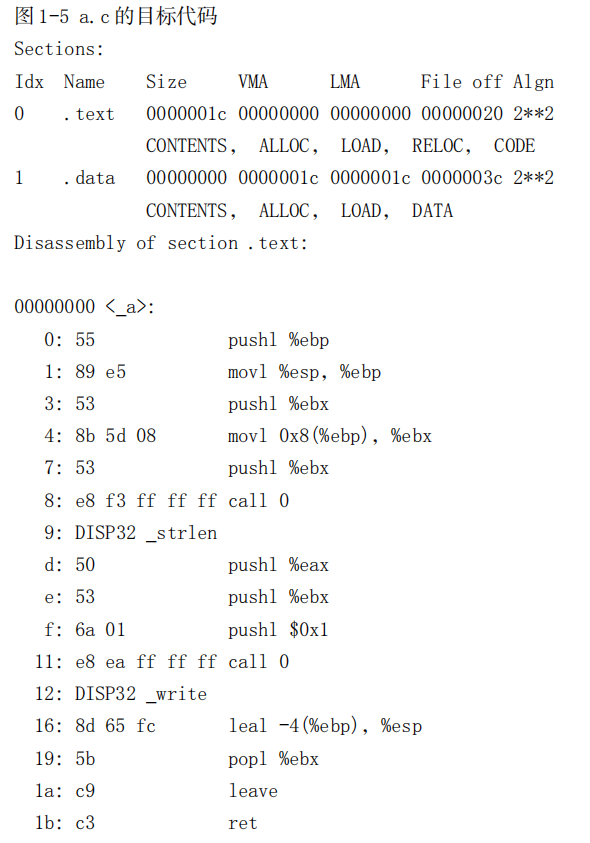 图1-5 a.c的目标代码
Sections:
Idx Name Size VMA LMA File off Algn
0 .text 0000001c 00000000 00000000 00000020 2**2
CONTENTS, ALLOC, LOAD, RELOC, CODE
1 .data 00000000 0000001c 0000001c 0000003c 2**2
CONTENTS, ALLOC, LOAD, DATA
Disassembly of section .text:
00000000 <_a>:
0: 55 pushl %ebp
1: 89 e5 movl %esp, %ebp
3: 53 pushl %ebx
4: 8b 5d 08 movl 0x8(%ebp), %ebx
7: 53 pushl %ebx
8: e8 f3 ff ff ff call 0
9: DISP32 _strlen
d: 50 pushl %eax
e: 53 pushl %ebx
f: 6a 01 pushl $0x1
11: e8 ea ff ff ff call 0
12: DISP32 _write
16: 8d 65 fc leal -4(%ebp), %esp
19: 5b popl %ebx
1a: c9 leave
1b: c3 ret